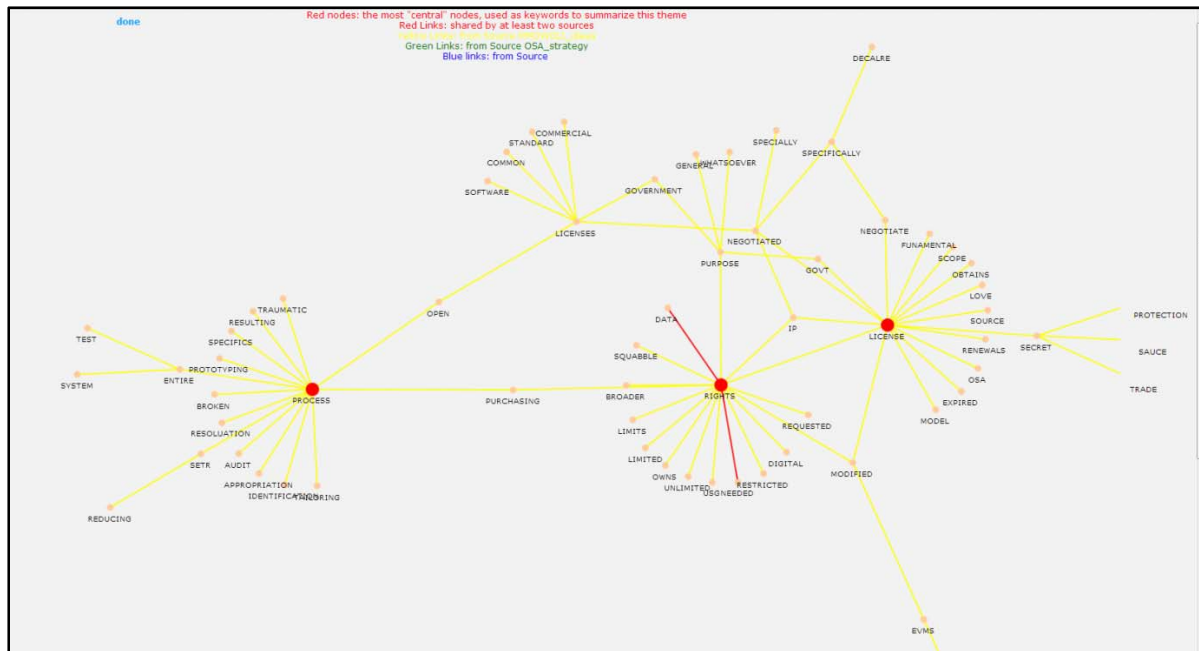 done
Red nodes: the most "central" nodes, used as keywords to summarize this theme
Red Links: shared by at least two sources
Green Links: from Source OSA_strategy
Blue links: from Source
DECALRE
COMMERCIAL
STANDARD
SPECIALLY
SPECIFICALLY
COMMON
GENERAL
WHATSOEVER
SOFTWARE
GOVERNMENT
LICENSES
NEGOTIATED
NEGOTIATE
FUNAMENTAL
SCOPE
PURPOSE
GOVT
OBTAINS
LOVE
TRAUMATIC
OPEN
RESULTING
DATA
IP
SOURCE
PROTECTION
TEST
SPECIFICS
LICENSE
SECRET
RENEWALS
SAUCE
SQUABBLE
PROTOTYPING
ENTIRE
OSA
SYSTEM
PROCESS
PURCHASING
BROADER
RIGHTS
EXPIRED
TRADE
BROKEN
MODEL
RESOLUATION
LIMITS
REQUESTED
SETR
AUDIT
LIMITED
DIGITAL
MODIFIED
APPROPRIATION
OWNS
UNLIMITED
RESTRICTED
IDENTIFICATION
TAILORING
USGNEEDED
REDUCING
EVMS